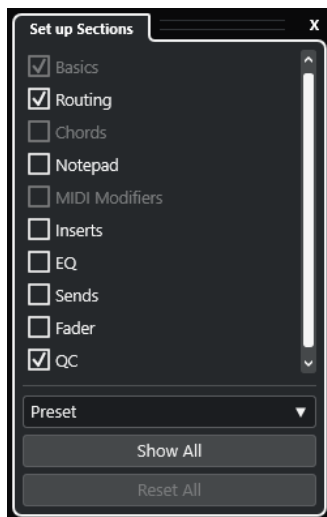 Set up Sections X
Basics
Routing
Chords
Notepad
MIDI Modifiers
Inserts
EQ
Sends
Fader
QC
Preset
Show All
Reset All